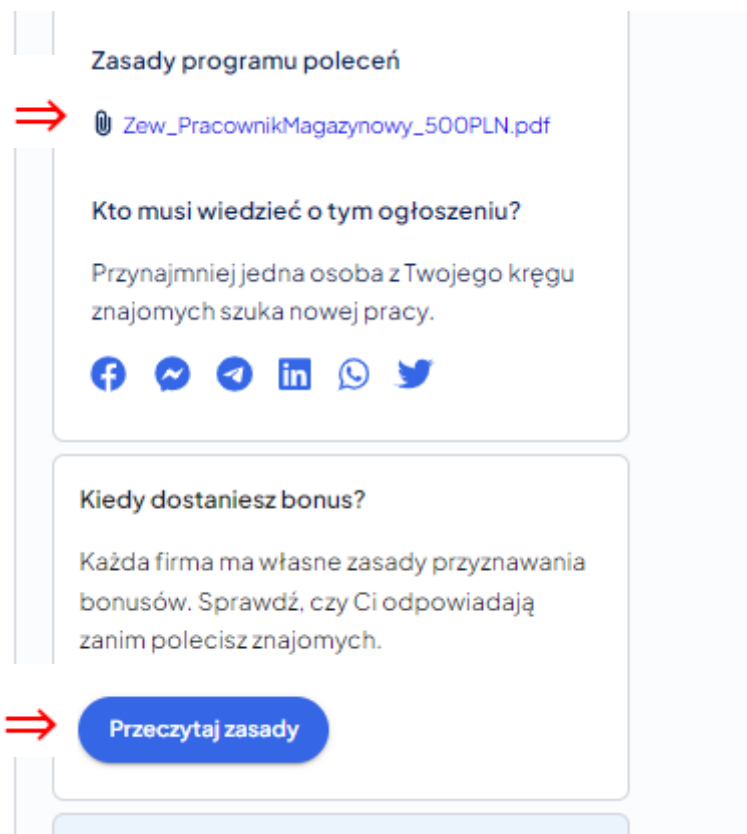 Zasady programu poleceń
Zew_PracownikMagazynowy_500PLN.pdf
Kto musi wiedzieć o tym ogłoszeniu?
Przynajmniej jedna osoba z Twojego kręgu
znajomych szuka nowej pracy.
Kiedy dostaniesz bonus?
Każda firma ma własne zasady przyznawania
bonusów. Sprawdź, czy Ci odpowiadają
zanim polecisz znajomych.
Przeczytaj zasady